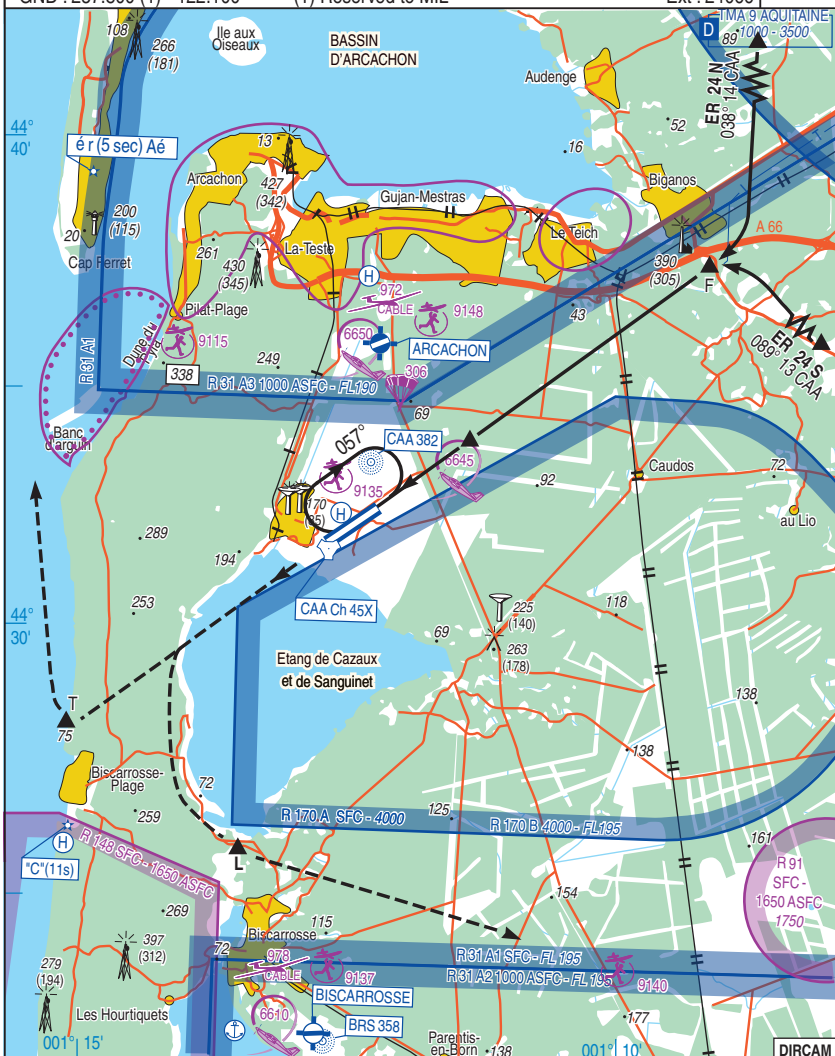 TMA 9 AQUITAINE
D
1000 - 3500
108
266
(181)
Ile aux
Oiseaux
BASSIN
D'ARCACHON
89
ER 24 N
038° 14 CAA
Audenge
52
44°
40'
é r (5 sec) Aé
13
16
Arcachon
427
(342)
Gujan-Mestras
Biganos
200
(115)
20
Cap Ferret
261
430
(345)
La-Teste
Le Teich
A 66
390
(305)
F
H
972
CABLE
9148
43
Pilat-Plage
9115
Dune du
Pyla
6650
ARCACHON
ER 24 S
089° 13 CAA
R 31 A1
249
338
306
R 31 A3 1000 ASFC - FL190
69
Banc
d'arguin
057°
CAA 382
6645
9135
Caudos
72
92
170
(85)
H
au Lio
289
194
CAA Ch 45X
225
(140)
118
253
44°
30'
69
263
(178)
Etang de Cazaux
et de Sanguinet
138
T
75
138
Biscarrosse-
Plage
72
259
125
R 170 A SFC - 4000
R 170 B 4000 - FL195
161
R 148 SFC - 1650 ASFC
H
"C"(11s)
L
R 91
SFC -
1650 ASFC
1750
154
269
115
Biscarrosse
397
(312)
72
978
CABLE
R 31 A1 SFC - FL 195
R 31 A2 1000 ASFC - FL 195
9137
9140
279
(194)
BISCARROSSE
Les Hourtiquets
6610
BRS 358
177
Parentis-
en-Born
138
001° 15'
001° 10'
DIRCAM